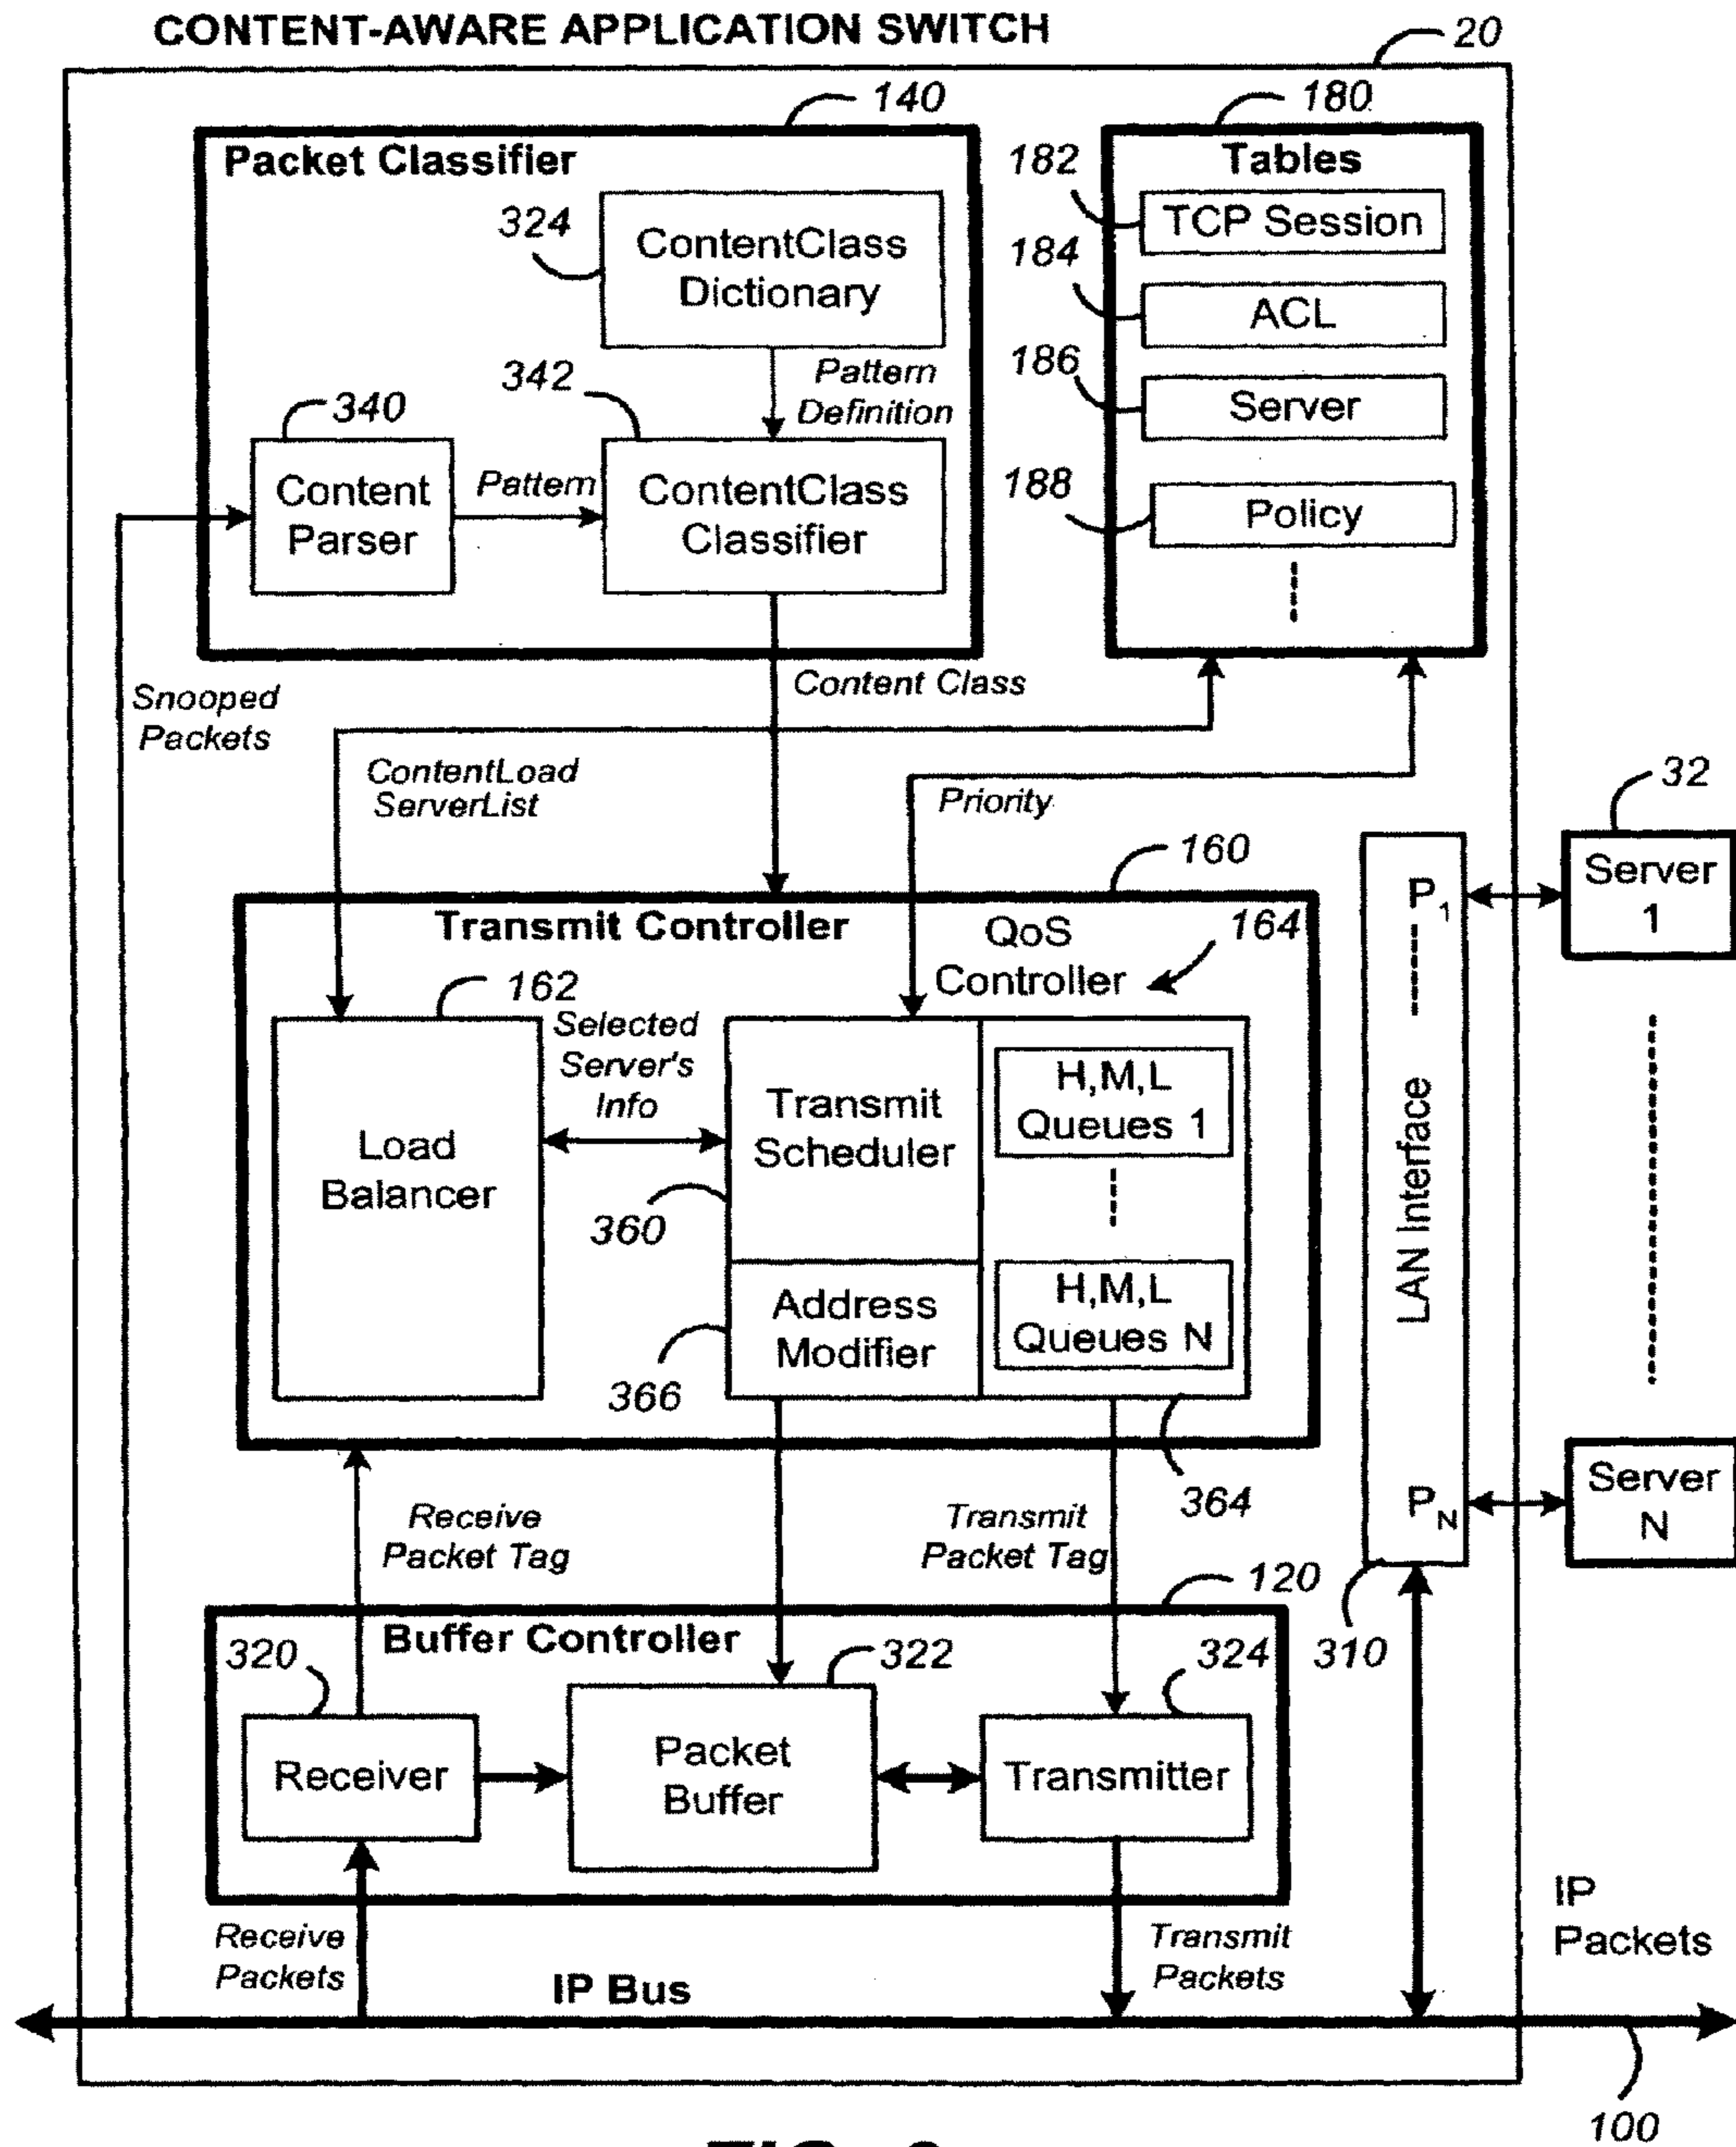 CONTENT-AWARE APPLICATION SWITCH
20
140
180
Packet Classifier
Tables
182
TCP Session
324
ContentClass
Dictionary
184
ACL
342
Pattern
Definition
186
Server
340
Content
Parser
Pattern
ContentClass
Classifier
188
Policy
Snooped
Packets
Content Class
ContentLoad
ServerList
Priority
32
Server
1
160
Transmit Controller
QoS
Controller
164
P1
162
Selected
Server's
Info
Load
Balancer
Transmit
Scheduler
H,M,L
Queues 1
LAN Interface
360
Address
Modifier
H,M,L
Queues N
366
364
PN
Server
N
Receive
Packet Tag
Transmit
Packet Tag
120
Buffer Controller
320
322
324
310
Receiver
Packet
Buffer
Transmitter
Receive
Packets
Transmit
Packets
IP
Packets
IP Bus
100